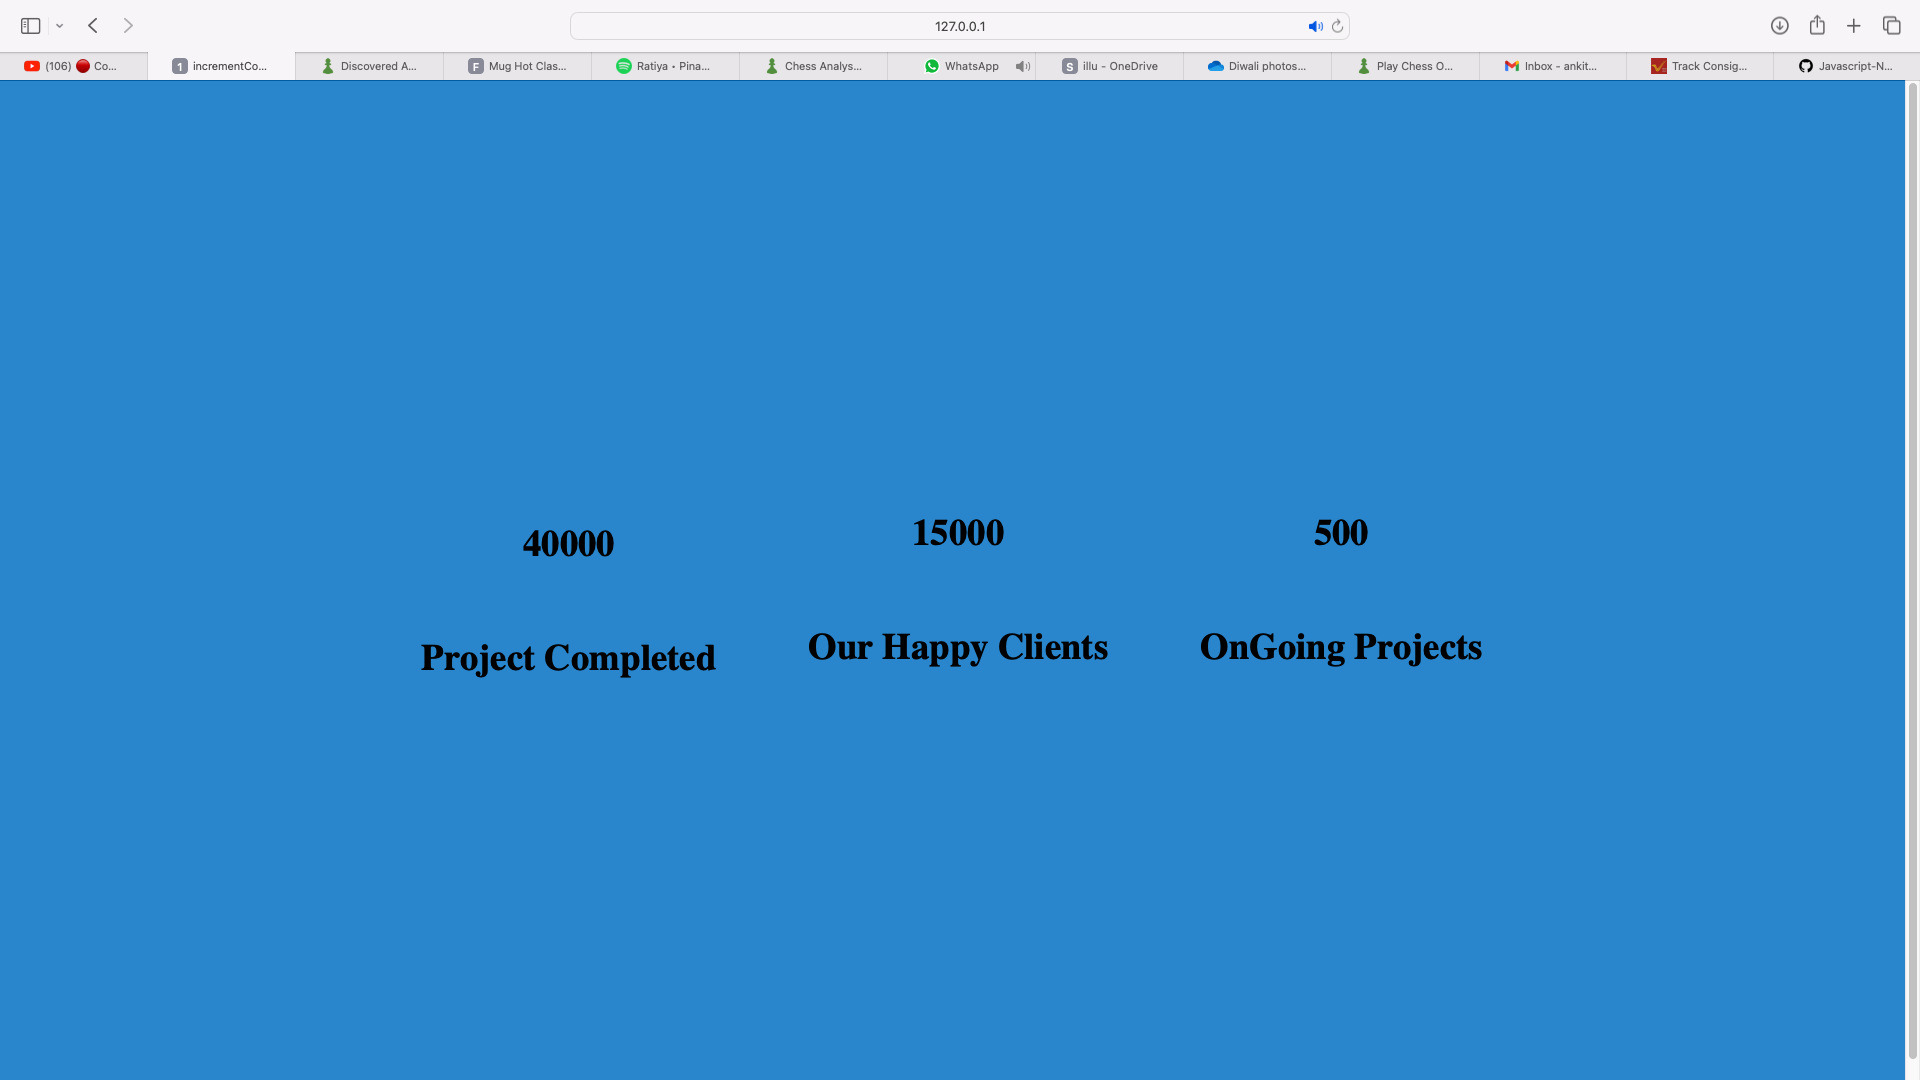 127.0.0.1
(106) 🔴 Co...
1 incrementCo...
Discovered A...
F Mug Hot Clas...
Ratiya • Pina...
Chess Analys...
WhatsApp
S illu - OneDrive
Diwali photos...
Play Chess O...
Inbox - ankit...
Track Consig...
Javascript-N...
40000
15000
500
Project Completed
Our Happy Clients
OnGoing Projects